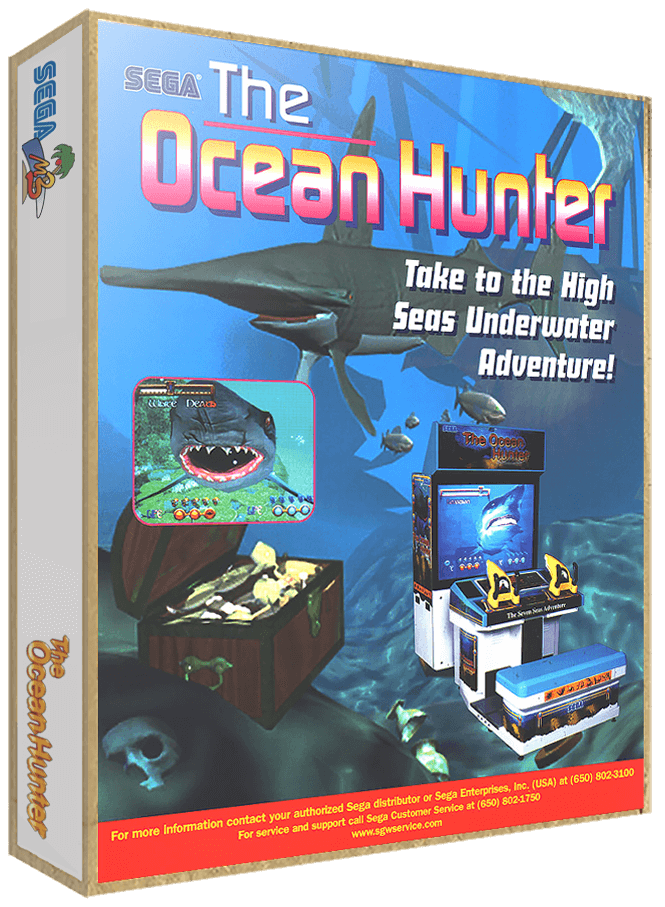 SEGA
The
Ocean Hunter
Take to the High
Seas Underwater
Adventure!
SEGA
The Ocean
Hunter
The Seven Seas Adventure
For more information contact your authorized Sega distributor or Sega Enterprises, Inc. (USA) at (650) 802-3100
For service and support call Sega Customer Service at (650) 802-1750
www.sgwservice.com
SEGA
The
Ocean Hunter